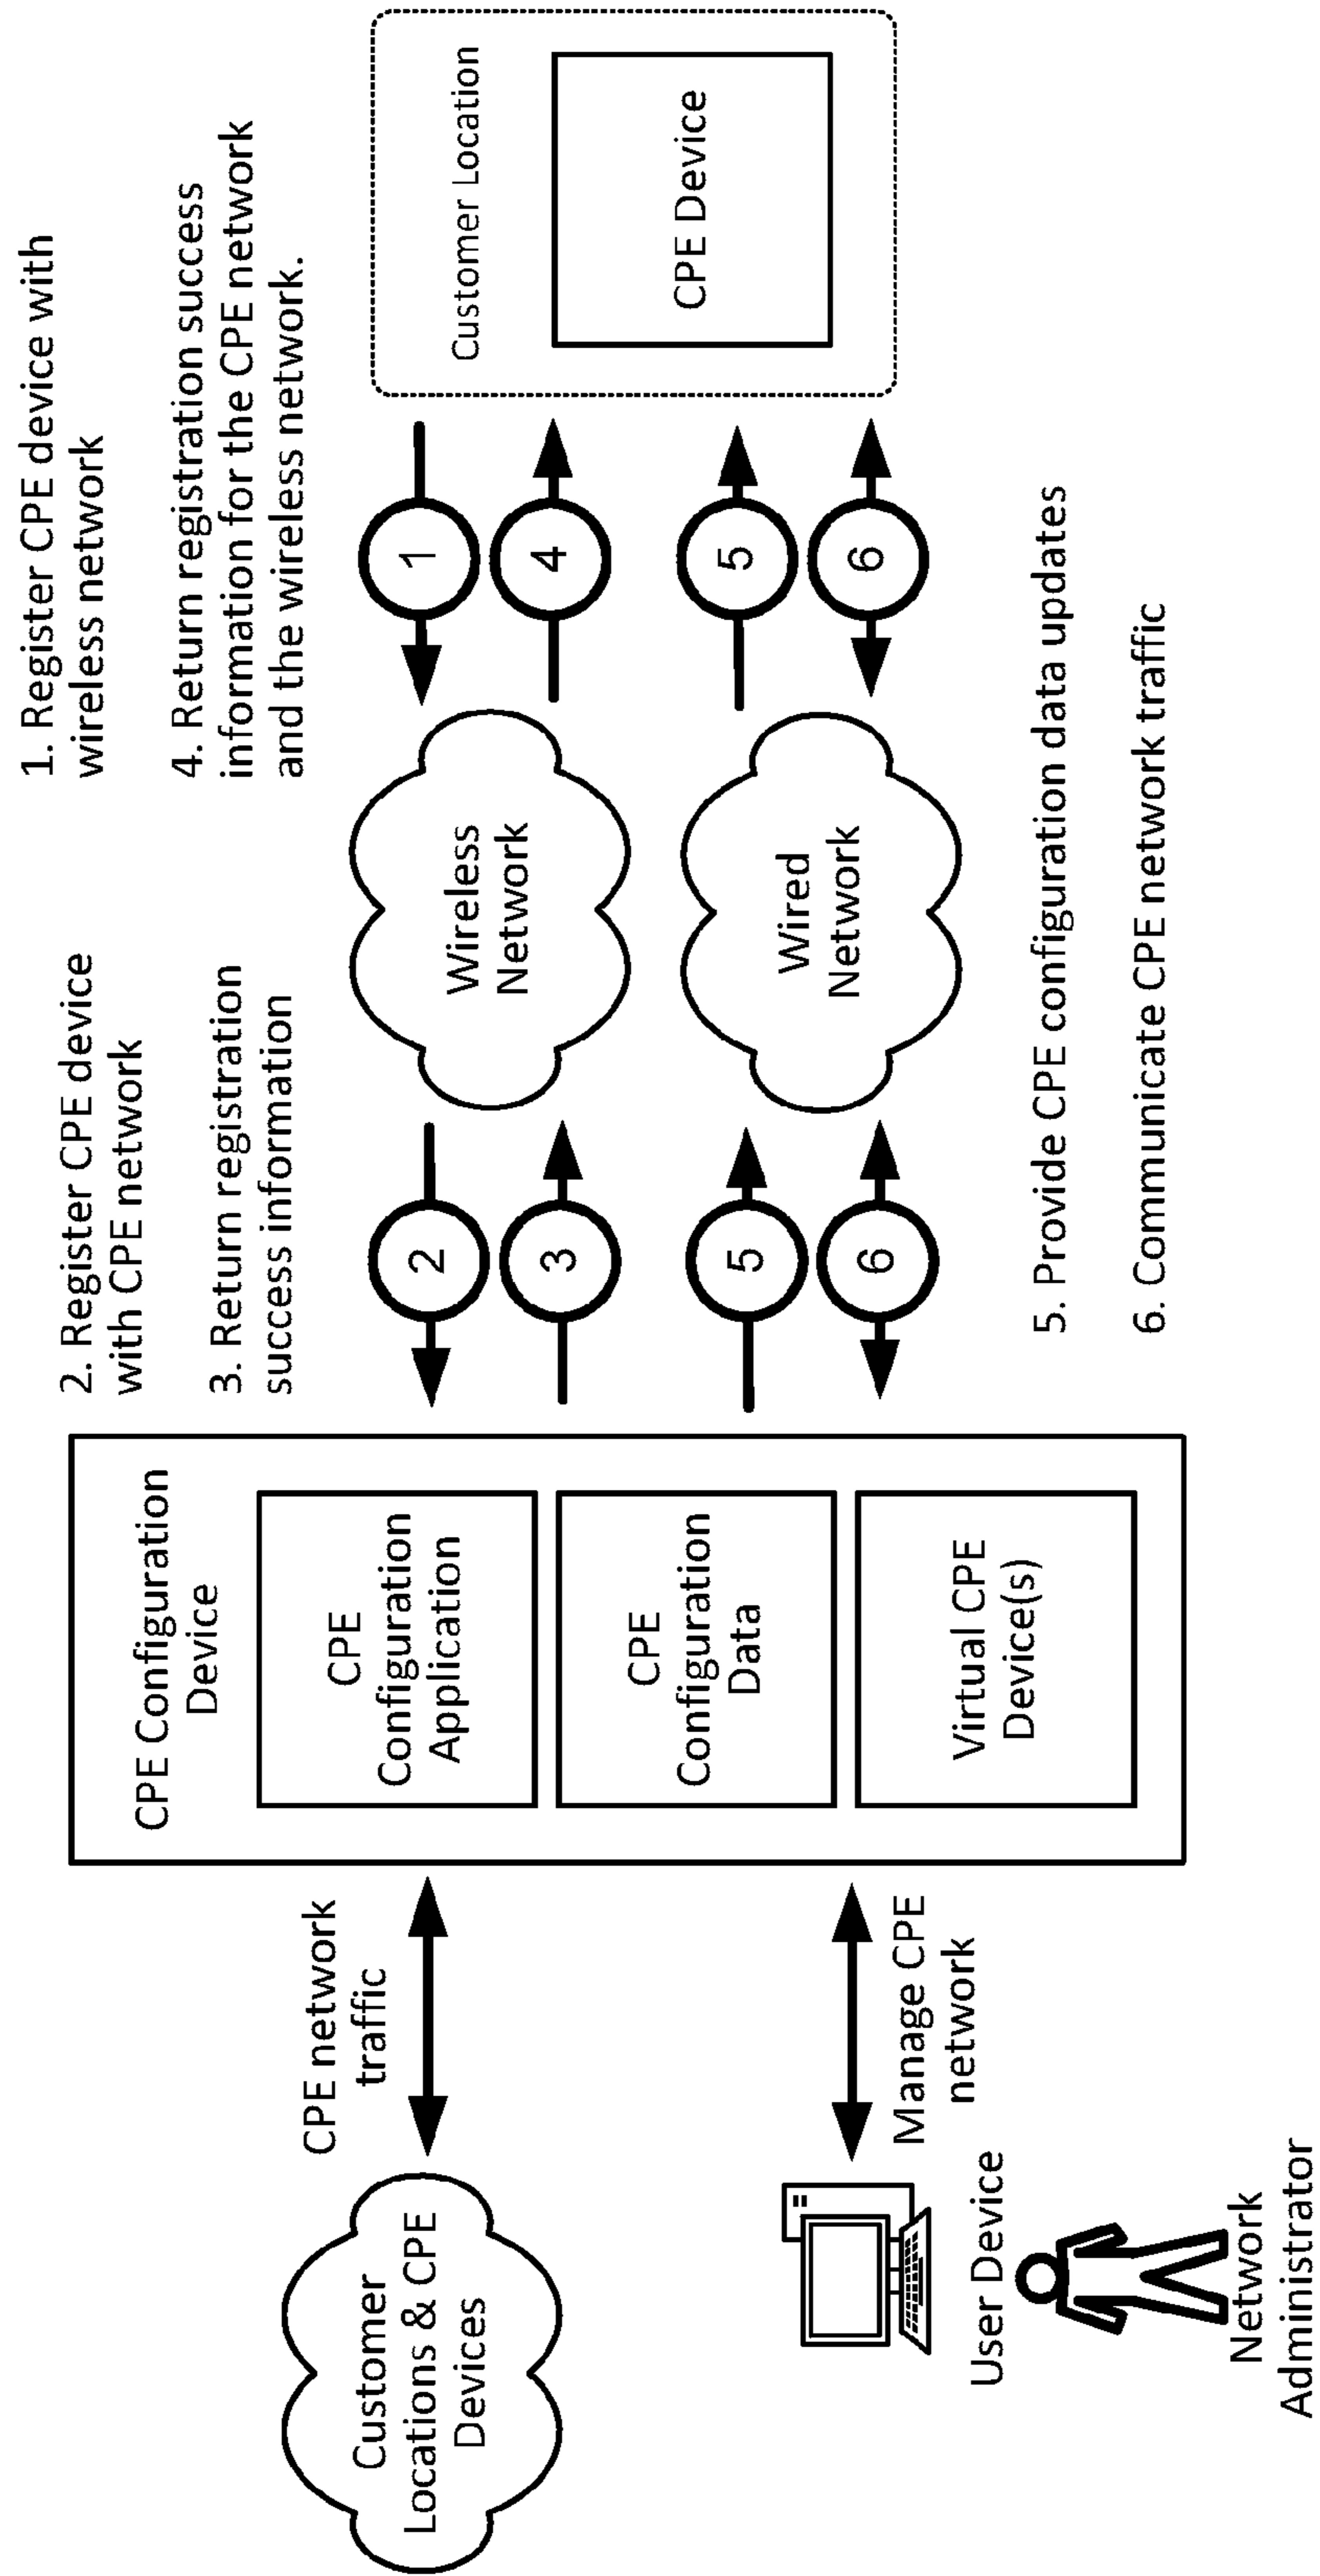 1. Register CPE device with
wireless network
4. Return registration success
information for the CPE network
and the wireless network.
2. Register CPE device
with CPE network
3. Return registration
success information
CPE Configuration
Device
CPE
Configuration
Application
CPE
Configuration
Data
Virtual CPE
Device(s)
CPE network
traffic
Customer
Locations & CPE
Devices
Manage CPE
network
User Device
Network
Administrator
2
3
5
6
Wireless
Network
Wired
Network
1
4
5
6
Customer Location
CPE Device
5. Provide CPE configuration data updates
6. Communicate CPE network traffic